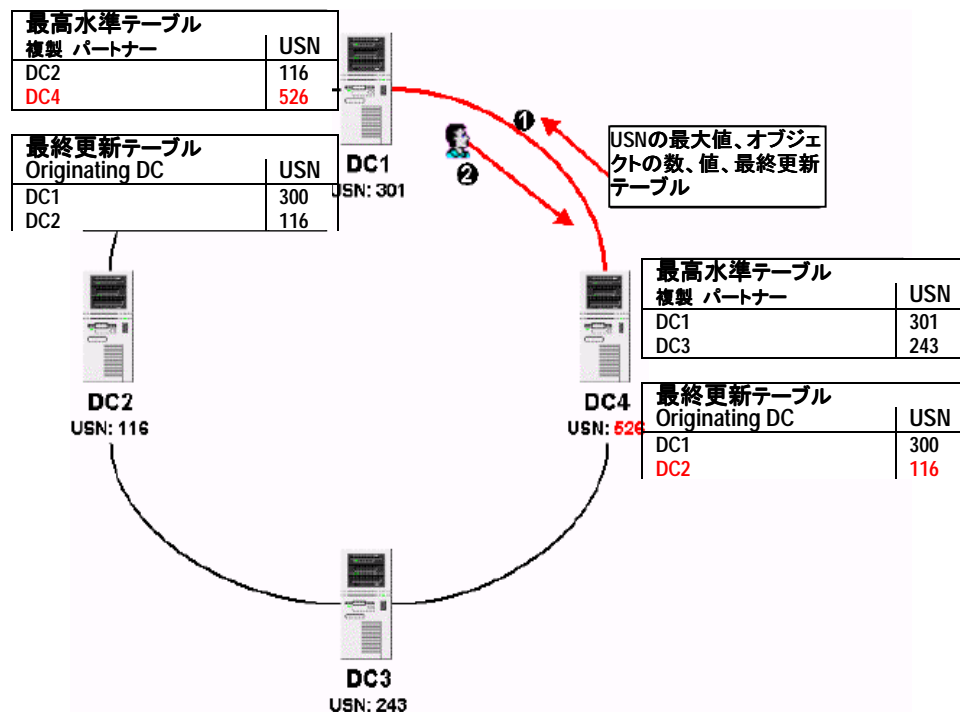 最高水準テーブル
複製 パートナー USN
DC2 116
DC4 526
最終更新テーブル
Originating DC USN
DC1 300
DC2 116
DC1
USN: 301
❶
❷
USNの最大値、オブジェ
クトの数、値、最終更新
テーブル
最高水準テーブル
複製 パートナー USN
DC1 301
DC3 243
最終更新テーブル
Originating DC USN
DC1 300
DC2 116
DC2
USN: 116
DC4
USN: 526
DC3
USN: 243